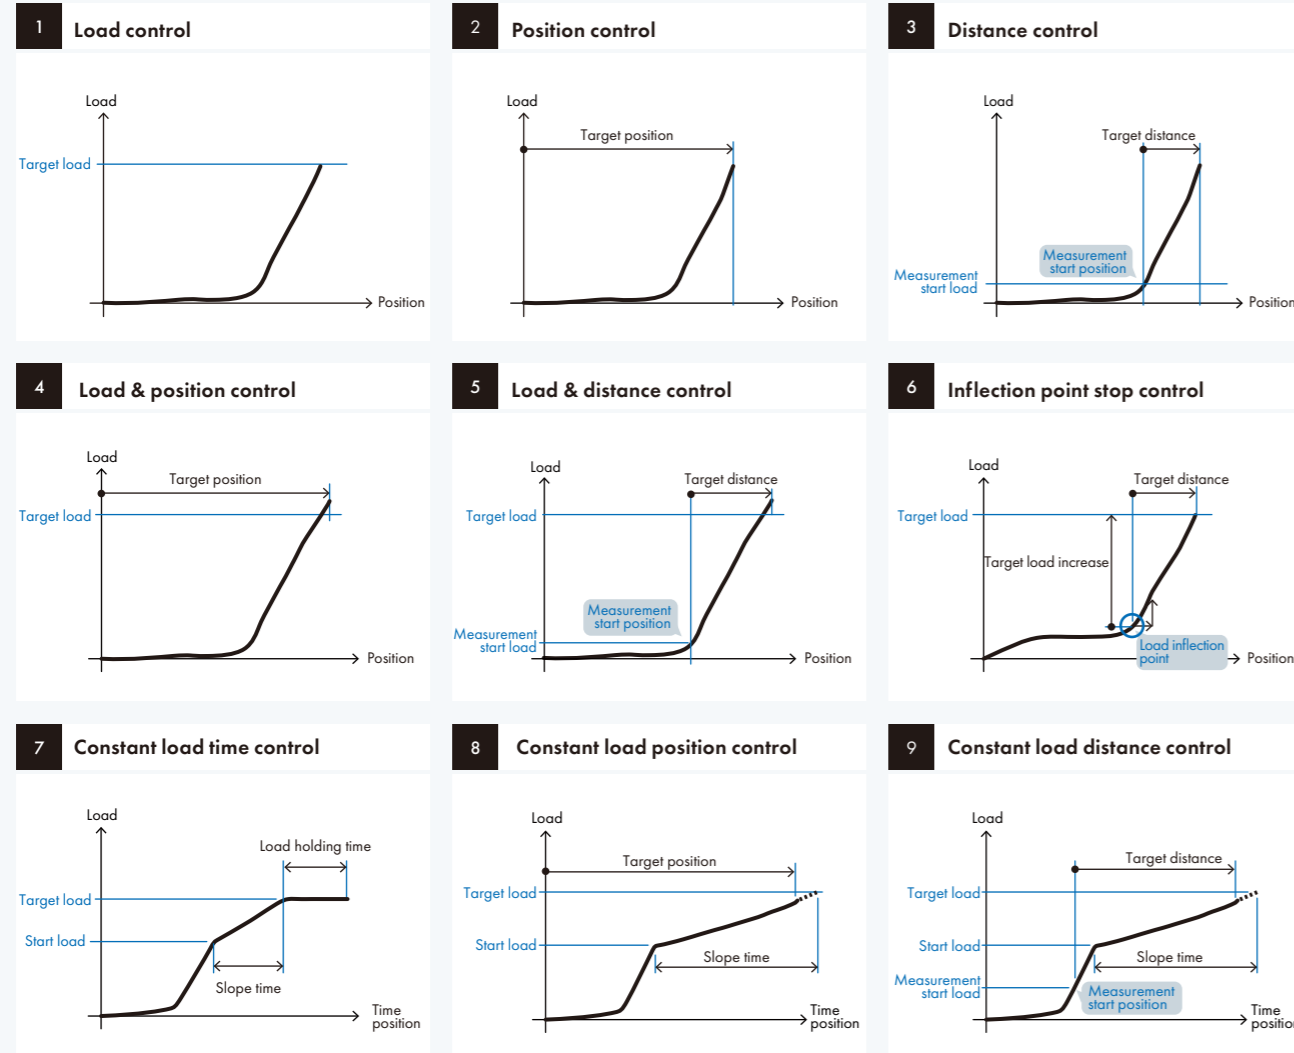 1 Load control
Load
Target load
Position
2 Position control
Load
Target position
Position
3 Distance control
Load
Target distance
Measurement
start position
Measurement
start load
Position
4 Load & position control
Load
Target position
Target load
Position
5 Load & distance control
Load
Target distance
Target load
Measurement
start position
Measurement
start load
Position
6 Inflection point stop control
Load
Target distance
Target load
Target load increase
Load inflection
point
Position
7 Constant load time control
Load
Load holding time
Target load
Start load
Slope time
Time
position
8 Constant load position control
Load
Target position
Target load
Start load
Slope time
Time
position
9 Constant load distance control
Load
Target distance
Target load
Start load
Slope time
Measurement
start load
Measurement
start position
Time
position